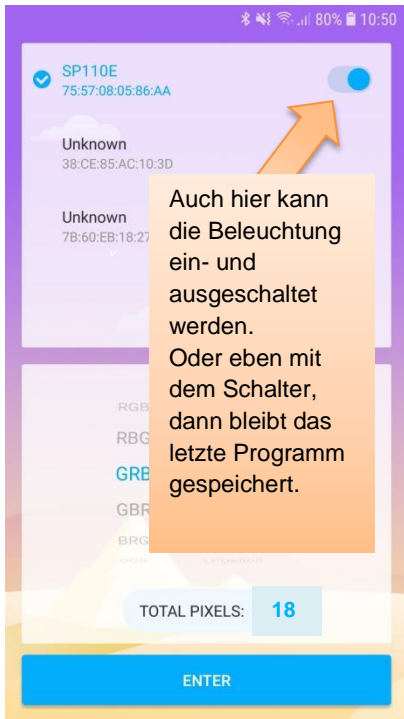 80% 10:50
SP110E
75:57:08:05:86:AA
Unknown
38:CE:85:AC:10:3D
Unknown
7B:60:EB:18:27
Auch hier kann
die Beleuchtung
ein- und
ausgeschaltet
werden.
Oder eben mit
dem Schalter,
dann bleibt das
letzte Programm
gespeichert.
RGB
RBG
GRB
GBR
BRG
TOTAL PIXELS: 18
ENTER